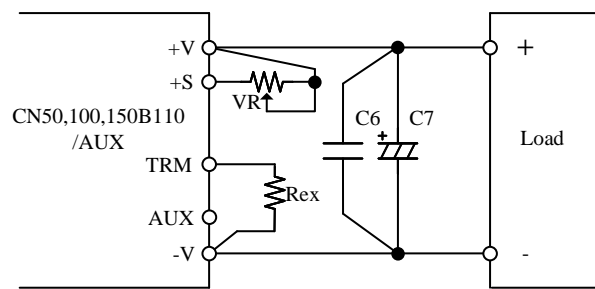 +V
+
+S
VR
CN50,100,150B110
/AUX
C6
+
C7
Load
TRM
Rex
AUX
-V
-